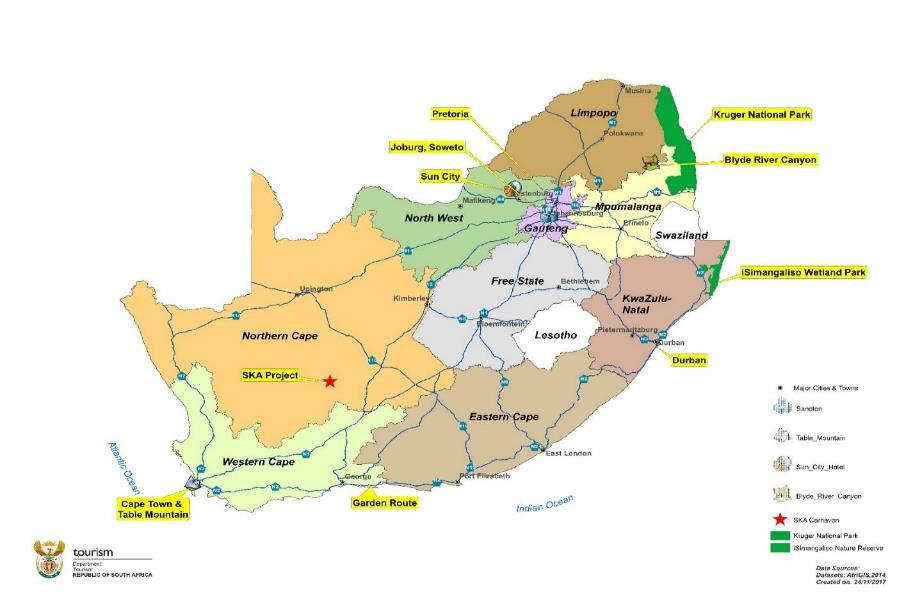 Musina
Limpopo
N1
Pretoria
Kruger National Park
Polokwane
Joburg, Soweto
Blyde River Canyon
Sun City
Mafikeng
Mpumalanga
North West
Johannesburg
Gauteng
Ermelo
Swaziland
ISimangaliso Wetland Park
Free State
Bethlehem
Upington
Kimberley
KwaZulu-
Natal
Bloemfontein
Lesotho
Pietermaritzburg
Northern Cape
Durban
Durban
SKA Project
Major Cities & Towns
Sandton
Eastern Cape
Table_Mountain
East London
Western Cape
Sun_City_Hotel
Atlantic Ocean
George
Port Elizabeth
Blyde_River_Canyon
Cape Town &
Table Mountain
Garden Route
Indian Ocean
SKA Carnavan
Kruger National Park
ISimangaliso Nature Reserve
tourism
Department:
Tourism
REPUBLIC OF SOUTH AFRICA
Data Sources:
Datasets: AfriGIS,2014
Created on: 24/11/2017